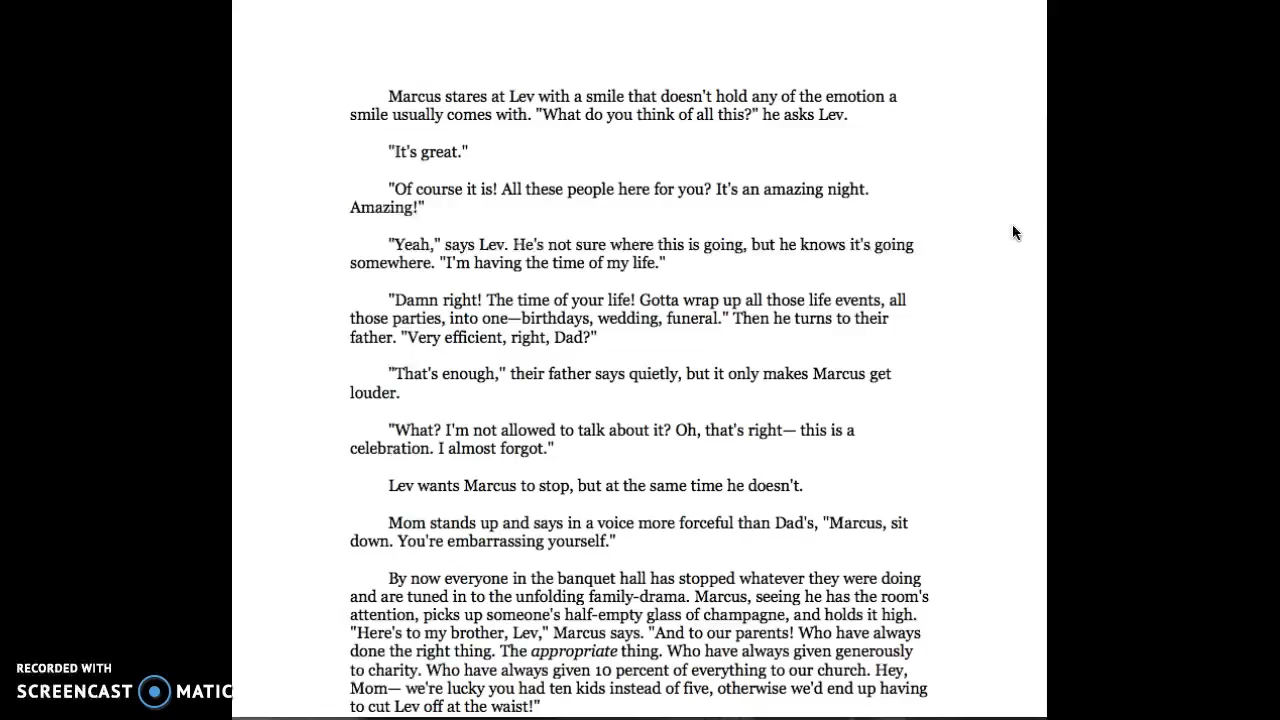 Marcus stares at Lev with a smile that doesn't hold any of the emotion a
smile usually comes with. "What do you think of all this?" he asks Lev.
"It's great."
"Of course it is! All these people here for you? It's an amazing night.
Amazing!"
"Yeah," says Lev. He's not sure where this is going, but he knows it's going
somewhere. "I'm having the time of my life."
"Damn right! The time of your life! Gotta wrap up all those life events, all
those parties, into one—birthdays, wedding, funeral." Then he turns to their
father. "Very efficient, right, Dad?"
"That's enough," their father says quietly, but it only makes Marcus get
louder.
"What? I'm not allowed to talk about it? Oh, that's right— this is a
celebration. I almost forgot."
Lev wants Marcus to stop, but at the same time he doesn't.
Mom stands up and says in a voice more forceful than Dad's, "Marcus, sit
down. You're embarrassing yourself."
By now everyone in the banquet hall has stopped whatever they were doing
and are tuned in to the unfolding family-drama. Marcus, seeing he has the room's
attention, picks up someone's half-empty glass of champagne, and holds it high.
"Here's to my brother, Lev," Marcus says. "And to our parents! Who have always
done the right thing. The appropriate thing. Who have always given generously
to charity. Who have always given 10 percent of everything to our church. Hey,
Mom— we're lucky you had ten kids instead of five, otherwise we'd end up having
to cut Lev off at the waist!"
RECORDED WITH
SCREENCAST MATIC